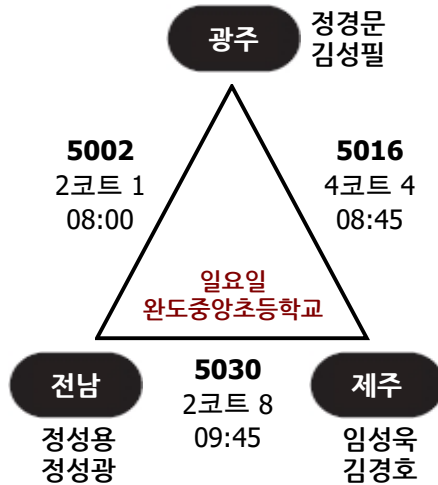 광주
정경문
김성필
5002
2코트 1
08:00
5016
4코트 4
08:45
일요일
완도중앙초등학교
전남
정성용
정성광
5030
2코트 8
09:45
제주
임성욱
김경호